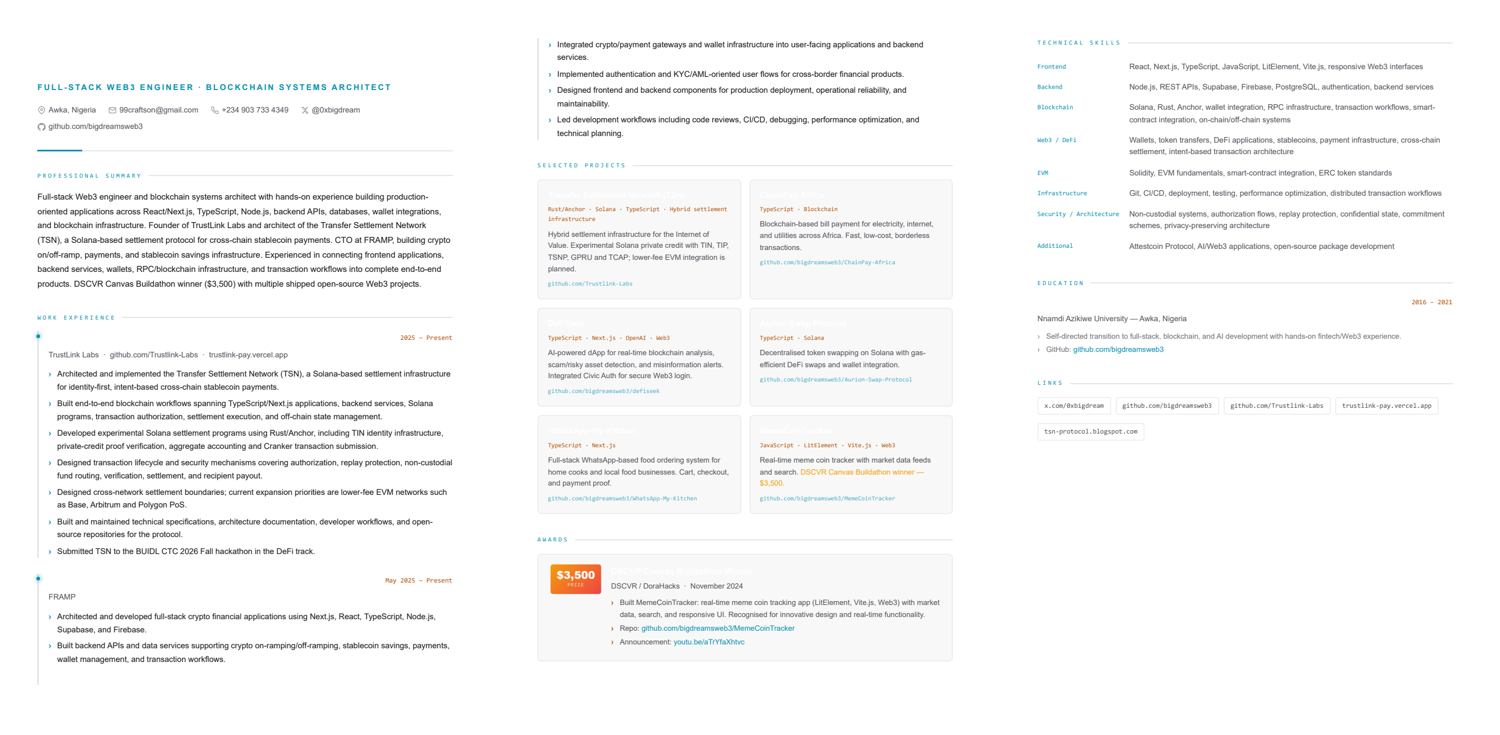 FULL-STACK WEB3 ENGINEER · BLOCKCHAIN SYSTEMS ARCHITECT
Awka, Nigeria 99craftson@gmail.com +234 903 733 4349 @0xbigdream
github.com/bigdreamsweb3
PROFESSIONAL SUMMARY
Full-stack Web3 engineer and blockchain systems architect with hands-on experience building production-
oriented applications across React/Next.js, TypeScript, Node.js, backend APIs, databases, wallet integrations,
and blockchain infrastructure. Founder of TrustLink Labs and architect of the Transfer Settlement Network
(TSN), a Solana-based settlement protocol for cross-chain stablecoin payments. CTO at FRAMP, building crypto
on/off-ramp, payments, and stablecoin savings infrastructure. Experienced in connecting frontend applications,
backend services, wallets, RPC/blockchain infrastructure, and transaction workflows into complete end-to-end
products. DSCVR Canvas Buildathon winner ($3,500) with multiple shipped open-source Web3 projects.
WORK EXPERIENCE
2025 – Present
TrustLink Labs · github.com/Trustlink-Labs · trustlink-pay.vercel.app
› Architected and implemented the Transfer Settlement Network (TSN), a Solana-based settlement infrastructure
for identity-first, intent-based cross-chain stablecoin payments.
› Built end-to-end blockchain workflows spanning TypeScript/Next.js applications, backend services, Solana
programs, transaction authorization, settlement execution, and off-chain state management.
› Developed experimental Solana settlement programs using Rust/Anchor, including TIN identity infrastructure,
private-credit proof verification, aggregate accounting and Cranker transaction submission.
› Designed transaction lifecycle and security mechanisms covering authorization, replay protection, non-custodial
fund routing, verification, settlement, and recipient payout.
› Designed cross-network settlement boundaries; current expansion priorities are lower-fee EVM networks such
as Base, Arbitrum and Polygon PoS.
› Built and maintained technical specifications, architecture documentation, developer workflows, and open-
source repositories for the protocol.
› Submitted TSN to the BUIDL CTC 2026 Fall hackathon in the DeFi track.
May 2025 – Present
FRAMP
› Architected and developed full-stack crypto financial applications using Next.js, React, TypeScript, Node.js,
Supabase, and Firebase.
› Built backend APIs and data services supporting crypto on-ramping/off-ramping, stablecoin savings, payments,
wallet management, and transaction workflows.
› Integrated crypto/payment gateways and wallet infrastructure into user-facing applications and backend
services.
› Implemented authentication and KYC/AML-oriented user flows for cross-border financial products.
› Designed frontend and backend components for production deployment, operational reliability, and
maintainability.
› Led development workflows including code reviews, CI/CD, debugging, performance optimization, and
technical planning.
SELECTED PROJECTS
Rust/Anchor · Solana · TypeScript · Hybrid settlement
infrastructure
Hybrid settlement infrastructure for the Internet of
Value. Experimental Solana private credit with TIN, TIP,
TSNP, GPRU and TCAP; lower-fee EVM integration is
planned.
github.com/Trustlink-Labs
TypeScript · Blockchain
Blockchain-based bill payment for electricity, internet,
and utilities across Africa. Fast, low-cost, borderless
transactions.
github.com/bigdreamsweb3/ChainPay-Africa
TypeScript · Next.js · OpenAI · Web3
AI-powered dApp for real-time blockchain analysis,
scam/risky asset detection, and misinformation alerts.
Integrated Civic Auth for secure Web3 login.
github.com/bigdreamsweb3/defiseek
TypeScript · Solana
Decentralised token swapping on Solana with gas-
efficient DeFi swaps and wallet integration.
github.com/bigdreamsweb3/Aurion-Swap-Protocol
TypeScript · Next.js
Full-stack WhatsApp-based food ordering system for
home cooks and local food businesses. Cart, checkout,
and payment proof.
github.com/bigdreamsweb3/WhatsApp-My-Kitchen
JavaScript · LitElement · Vite.js · Web3
Real-time meme coin tracker with market data feeds
and search. DSCVR Canvas Buildathon winner —
$3,500.
github.com/bigdreamsweb3/MemeCoinTracker
AWARDS
$3,500
PRIZE
DSCVR / DoraHacks · November 2024
› Built MemeCoinTracker: real-time meme coin tracking app (LitElement, Vite.js, Web3) with market
data, search, and responsive UI. Recognised for innovative design and real-time functionality.
› Repo: github.com/bigdreamsweb3/MemeCoinTracker
› Announcement: youtu.be/aTrYfaXhtvc
TECHNICAL SKILLS
Frontend React, Next.js, TypeScript, JavaScript, LitElement, Vite.js, responsive Web3 interfaces
Backend Node.js, REST APIs, Supabase, Firebase, PostgreSQL, authentication, backend services
Blockchain Solana, Rust, Anchor, wallet integration, RPC infrastructure, transaction workflows, smart-
contract integration, on-chain/off-chain systems
Web3 / DeFi Wallets, token transfers, DeFi applications, stablecoins, payment infrastructure, cross-chain
settlement, intent-based transaction architecture
EVM Solidity, EVM fundamentals, smart-contract integration, ERC token standards
Infrastructure Git, CI/CD, deployment, testing, performance optimization, distributed transaction workflows
Security / Architecture Non-custodial systems, authorization flows, replay protection, confidential state, commitment
schemes, privacy-preserving architecture
Additional Attestcoin Protocol, AI/Web3 applications, open-source package development
EDUCATION
2016 – 2021
Nnamdi Azikiwe University — Awka, Nigeria
› Self-directed transition to full-stack, blockchain, and AI development with hands-on fintech/Web3 experience.
› GitHub: github.com/bigdreamsweb3
LINKS
x.com/0xbigdream github.com/bigdreamsweb3 github.com/Trustlink-Labs trustlink-pay.vercel.app
tsn-protocol.blogspot.com